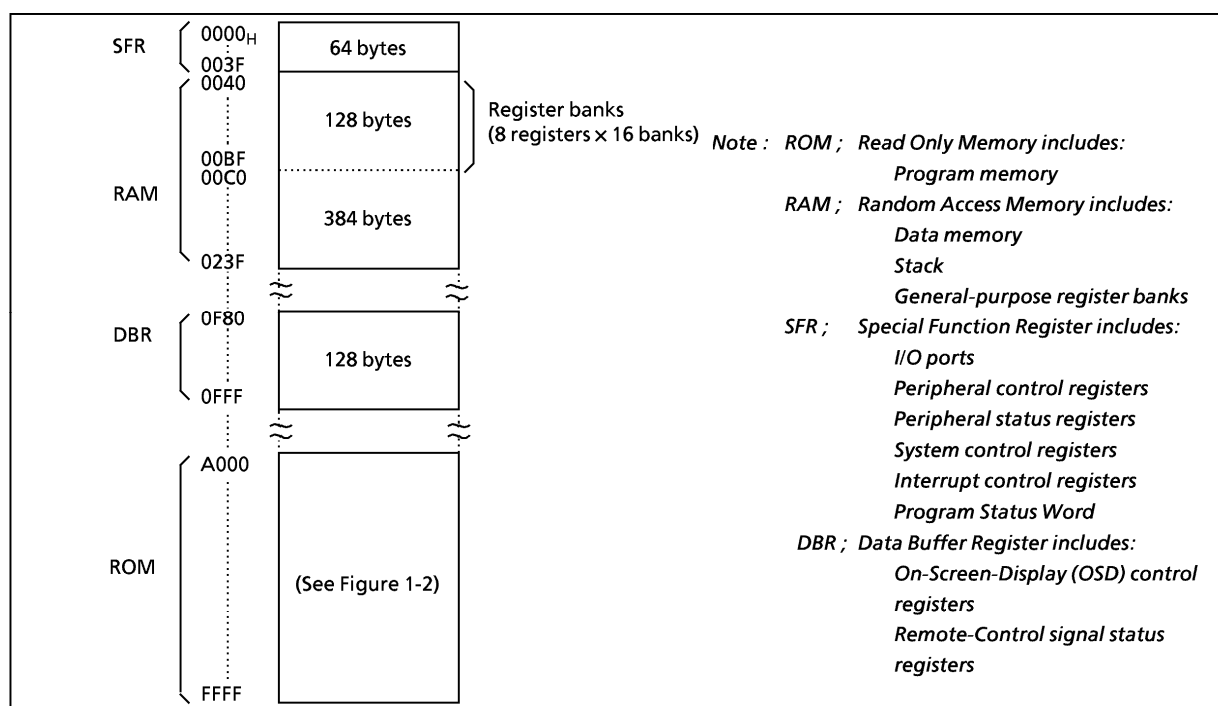 SFR
0000H
64 bytes
003F
0040
128 bytes
Register banks
(8 registers × 16 banks)
00BF
00C0
RAM
384 bytes
023F
0F80
DBR
128 bytes
0FFF
A000
ROM
(See Figure 1-2)
FFFF
Note : ROM ; Read Only Memory includes:
Program memory
RAM ; Random Access Memory includes:
Data memory
Stack
General-purpose register banks
SFR ; Special Function Register includes:
I/O ports
Peripheral control registers
Peripheral status registers
System control registers
Interrupt control registers
Program Status Word
DBR ; Data Buffer Register includes:
On-Screen-Display (OSD) control
registers
Remote-Control signal status
registers